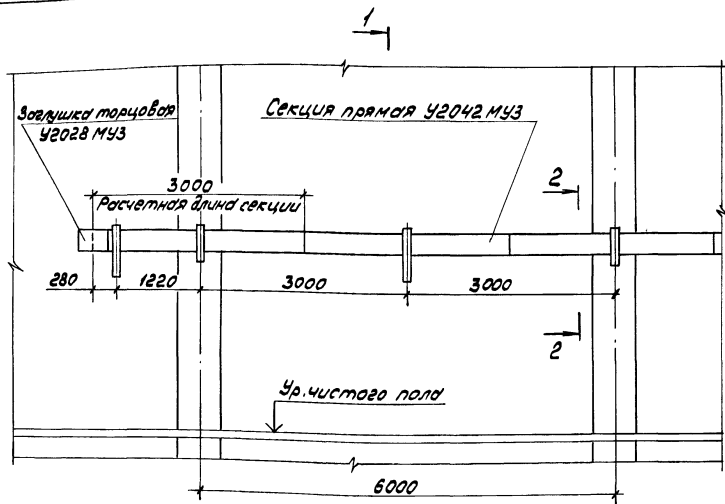 1
Заглушка торцовая
У2028 МУ3
Секция прямая У2042 МУ3
3000
Расчетная длина секции
2
280
1220
3000
3000
2
Ур. чистого пола
6000